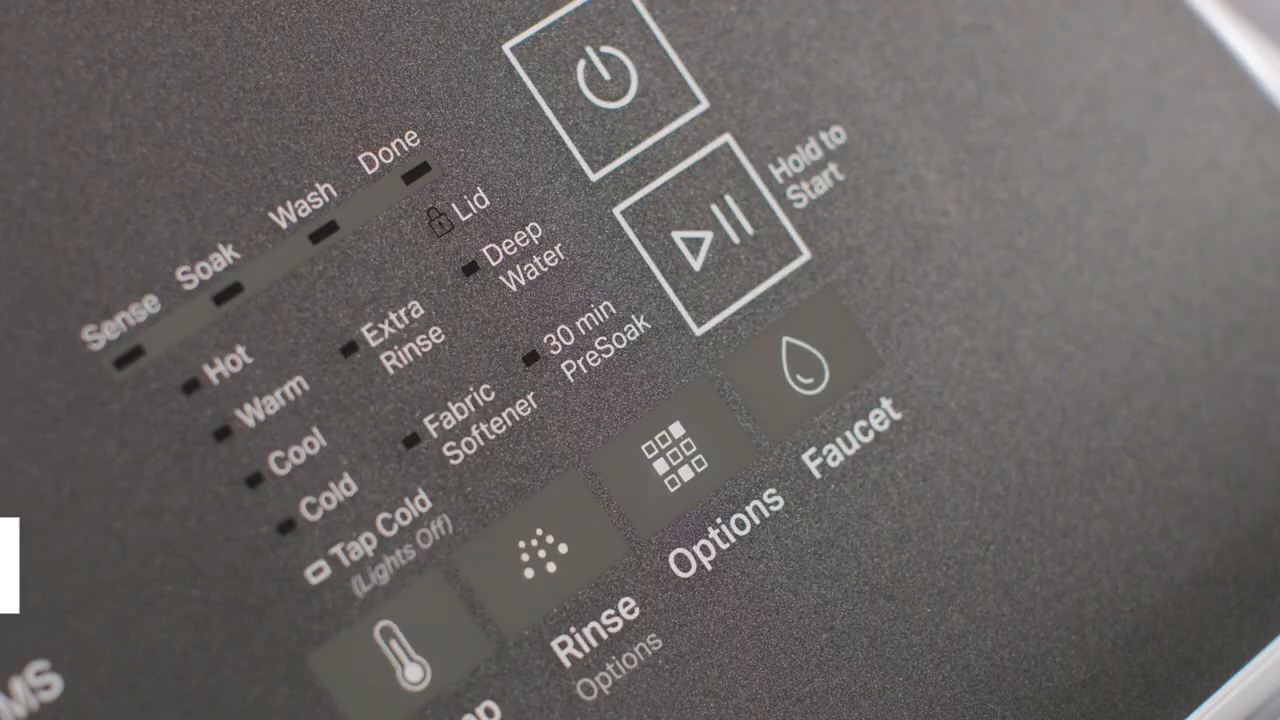 Sense
Soak
Wash
Done
Lid
Deep
Water
Hot
Warm
Cool
Cold
Tap Cold
(Lights Off)
Extra
Rinse
Fabric
Softener
30 min
PreSoak
Hold to
Start
Rinse
Options
Options
Faucet